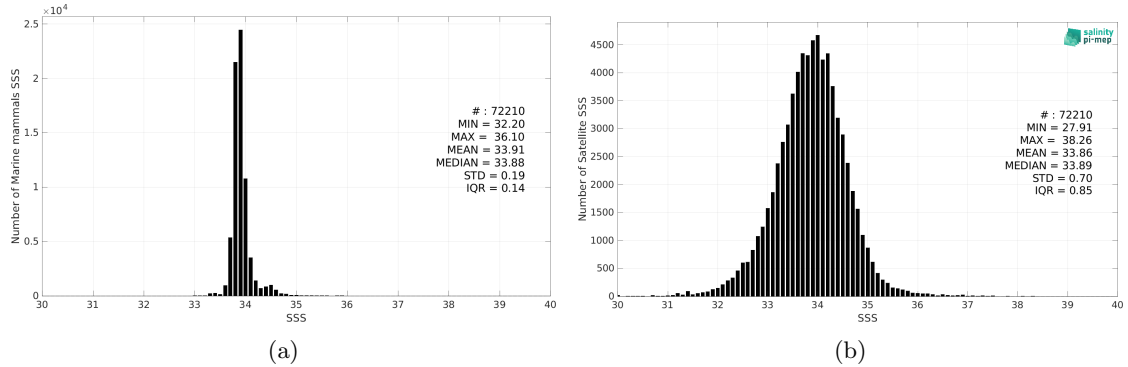 ×10⁴
2.5
2
1.5
1
0.5
0
Number of Marine mammals SSS
# : 72210
MIN = 32.20
MAX = 36.10
MEAN = 33.91
MEDIAN = 33.88
STD = 0.19
IQR = 0.14
30 31 32 33 34 35 36 37 38 39 40
SSS
(a)
salinity
pi-mep
4500
4000
3500
3000
2500
2000
1500
1000
500
0
Number of Satellite SSS
# : 72210
MIN = 27.91
MAX = 38.26
MEAN = 33.86
MEDIAN = 33.89
STD = 0.70
IQR = 0.85
30 31 32 33 34 35 36 37 38 39 40
SSS
(b)